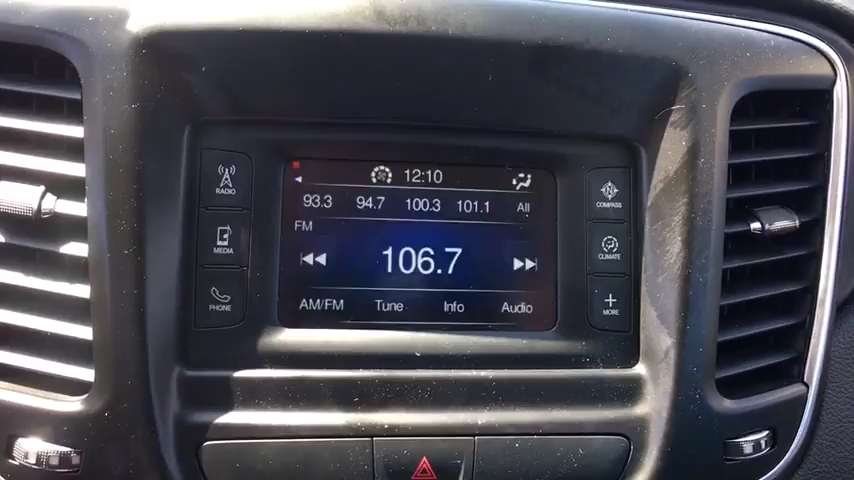 12:10
93.3 94.7 100.3 101.1 All
FM
106.7
AM/FM Tune Info Audio
RADIO
MEDIA
PHONE
N
COMPASS
CLIMATE
MORE